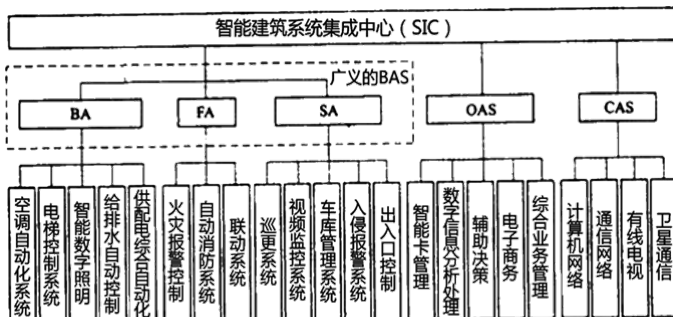 智能建筑系统集成中心（SIC）
广义的BAS
BA
FA
SA
OAS
CAS
空调自动化系统
电梯控制系统
智能数字照明
给排水自动控制
供配电综合自动化
火灾报警控制
自动消防系统
联动系统
巡更系统
视频监控系统
车库管理系统
入侵报警系统
出入口控制
智能卡管理
数字信息分析处理
辅助决策
电子商务
综合业务管理
计算机网络
通信网络
有线电视
卫星通信